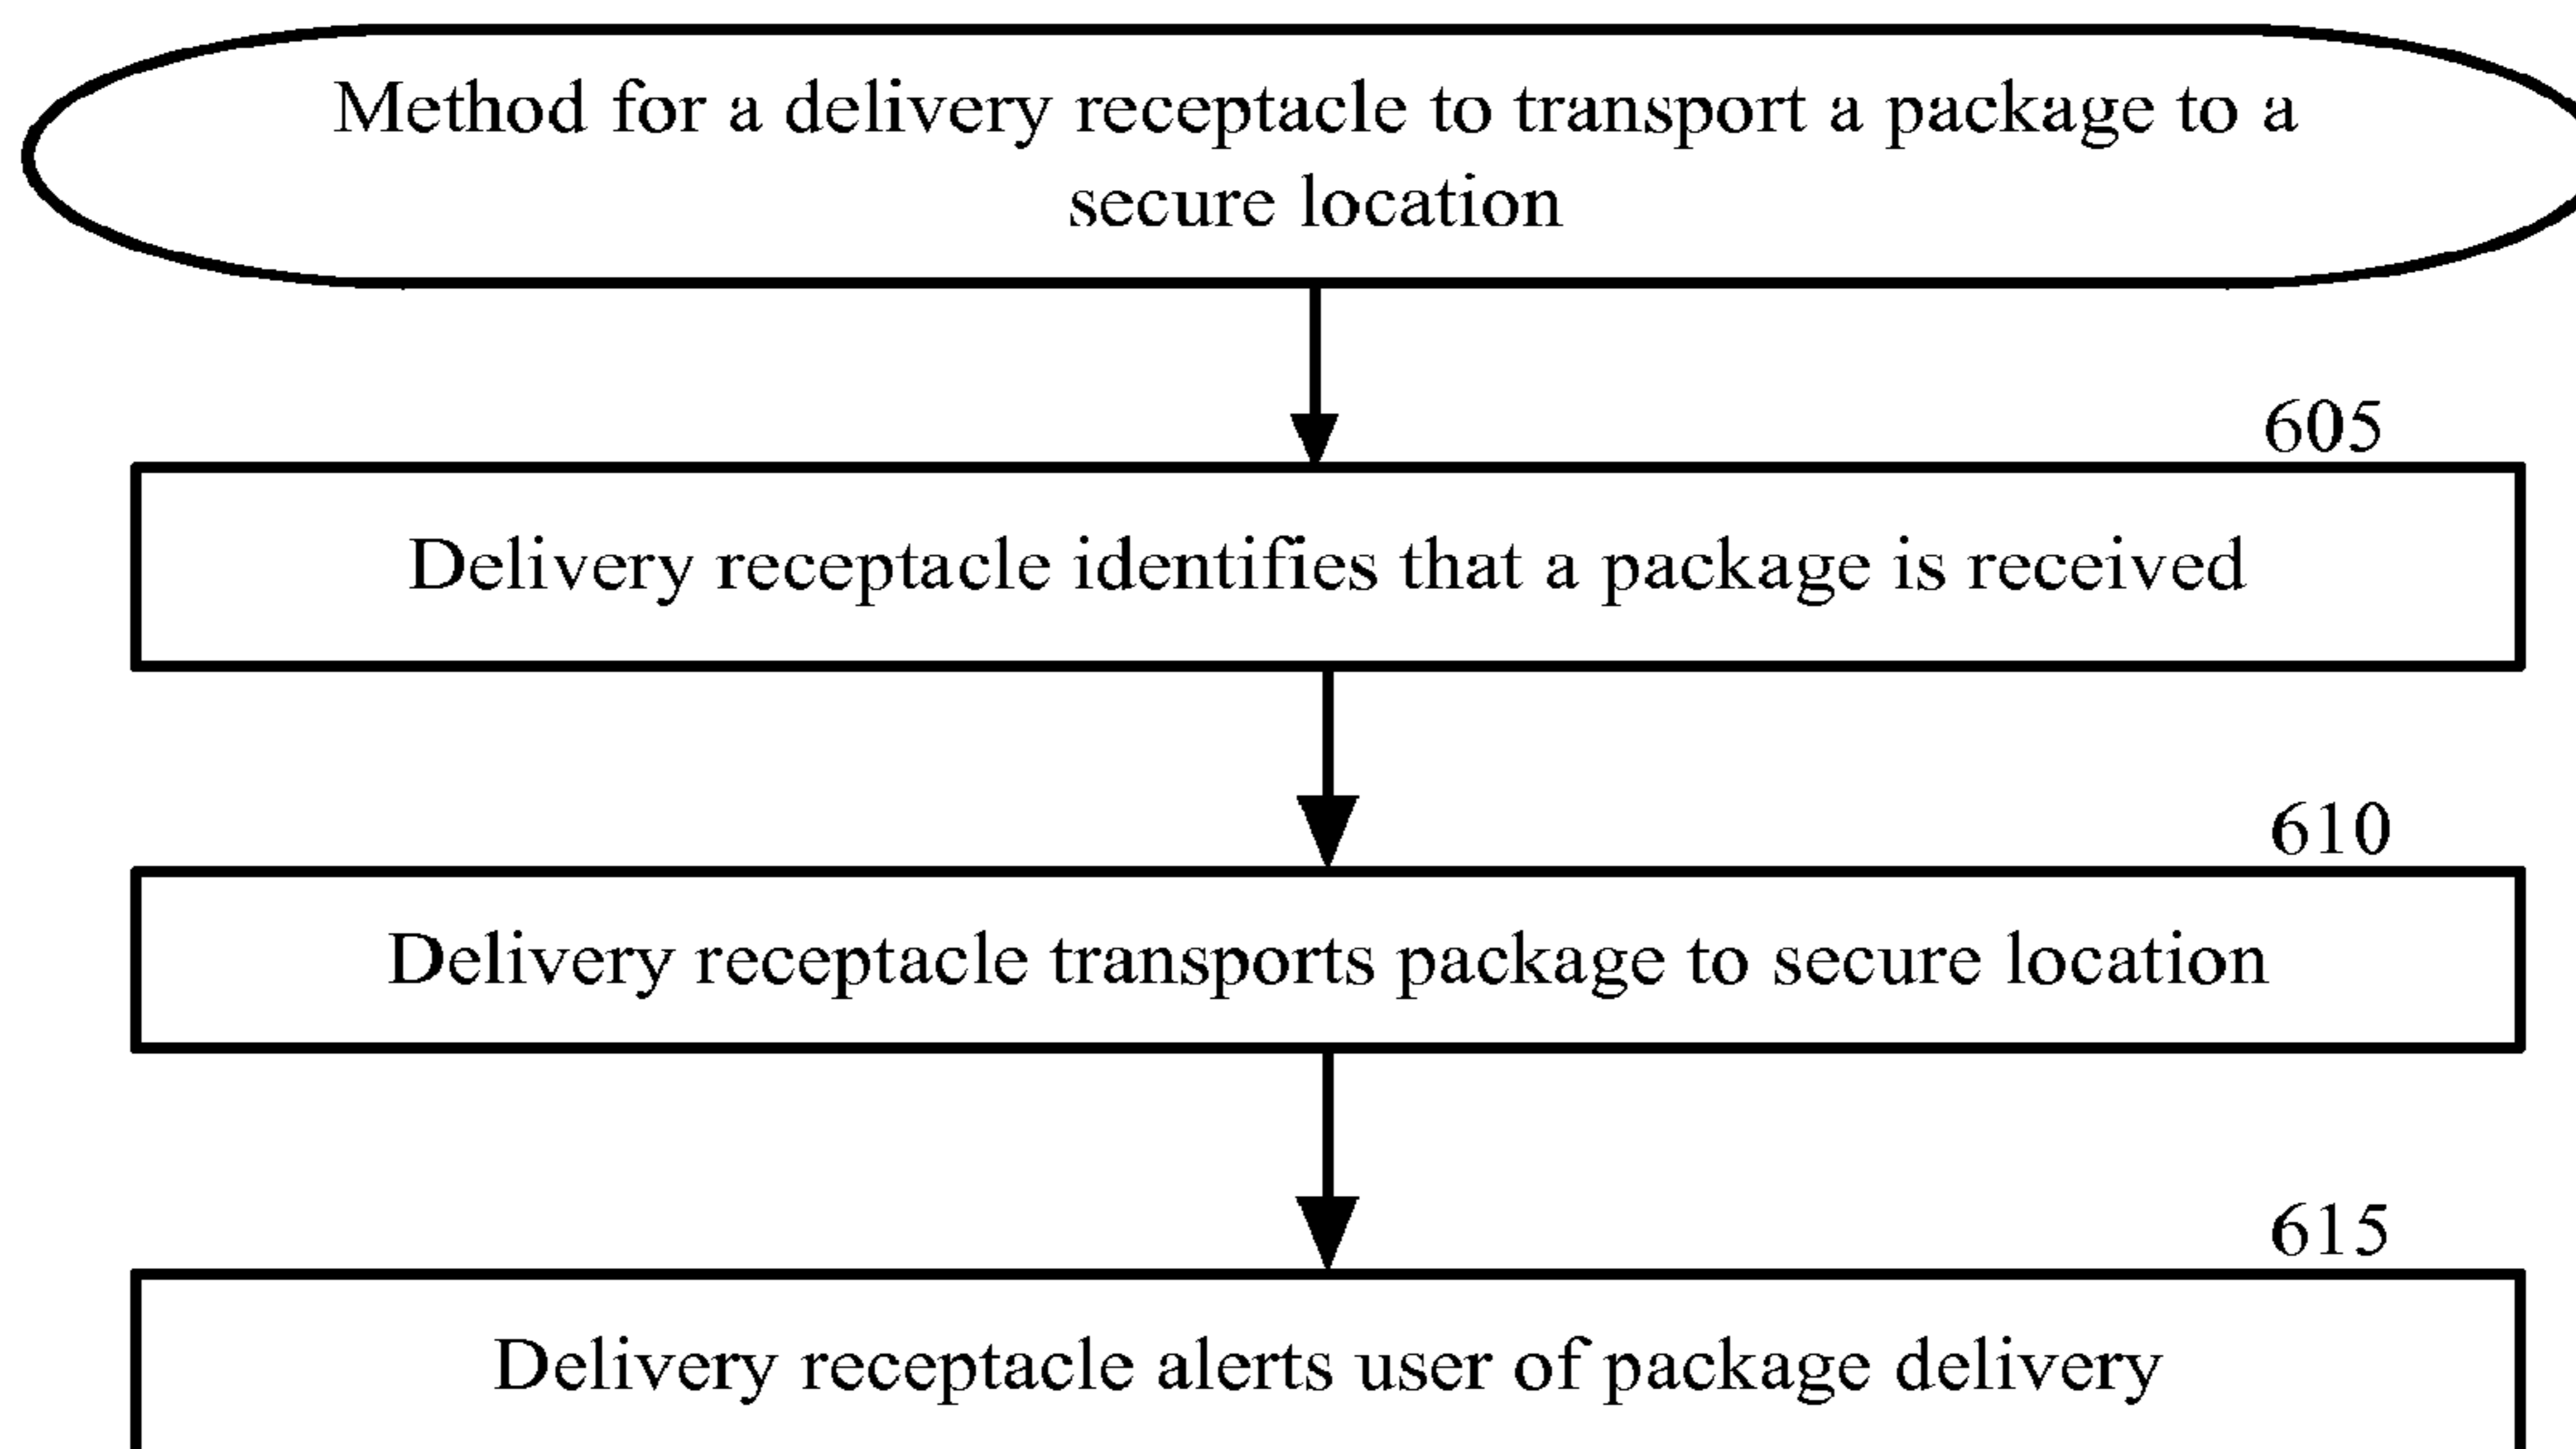 Method for a delivery receptacle to transport a package to a
secure location
605
Delivery receptacle identifies that a package is received
610
Delivery receptacle transports package to secure location
615
Delivery receptacle alerts user of package delivery